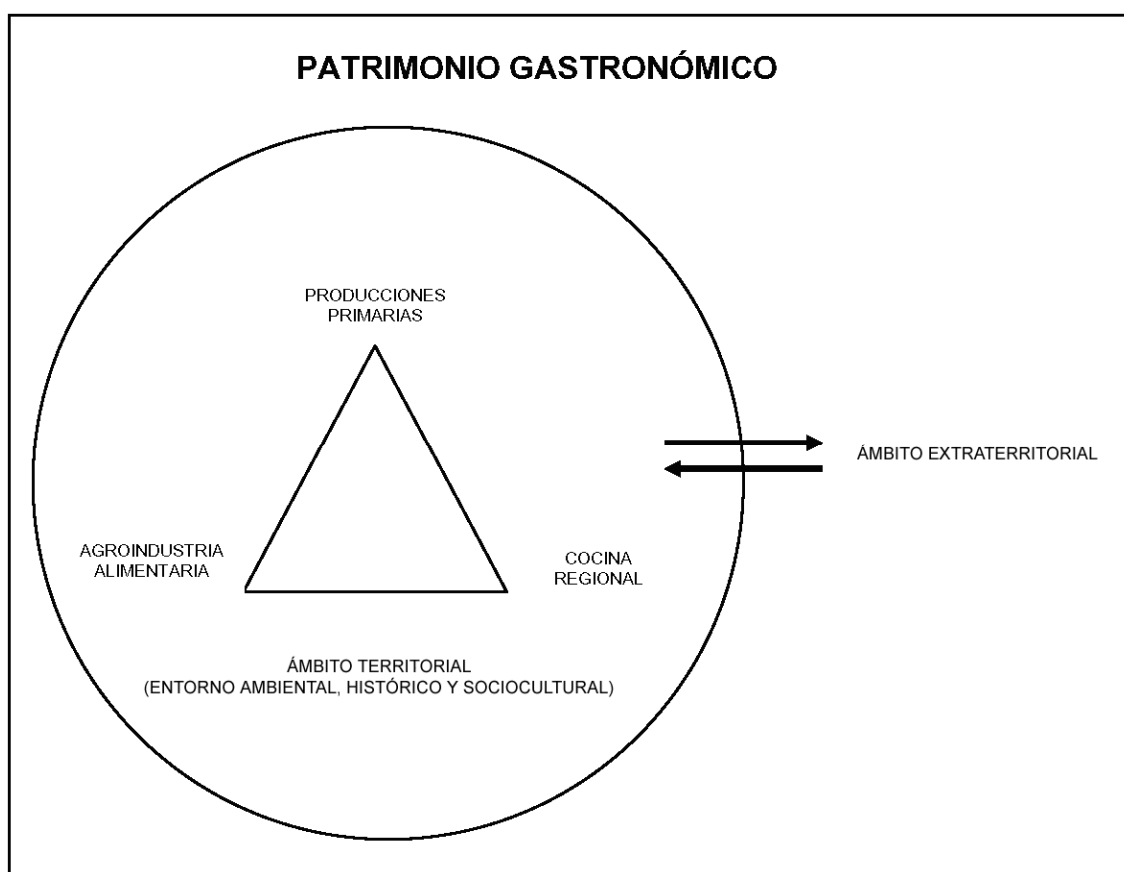 PATRIMONIO GASTRONÓMICO
PRODUCCIONES
PRIMARIAS
ÁMBITO EXTRATERRITORIAL
AGROINDUSTRIA
ALIMENTARIA
COCINA
REGIONAL
ÁMBITO TERRITORIAL
(ENTORNO AMBIENTAL, HISTÓRICO Y SOCIOCULTURAL)